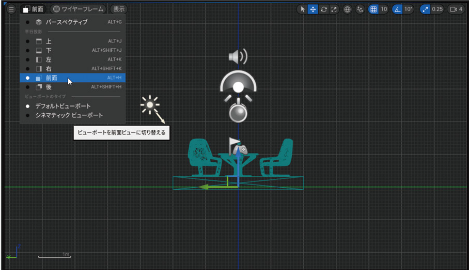 前面 ワイヤーフレーム 表示
10 10° 0.25 4
パースペクティブ ALT+G
上 ALT+J
下 ALT+SHIFT+J
左 ALT+K
右 ALT+SHIFT+K
前面 ALT+H
後 ALT+SHIFT+H
ビューポートのタイプ
デフォルトビューポート
シネマティック ビューポート
ビューポートを前面ビューに切り替える